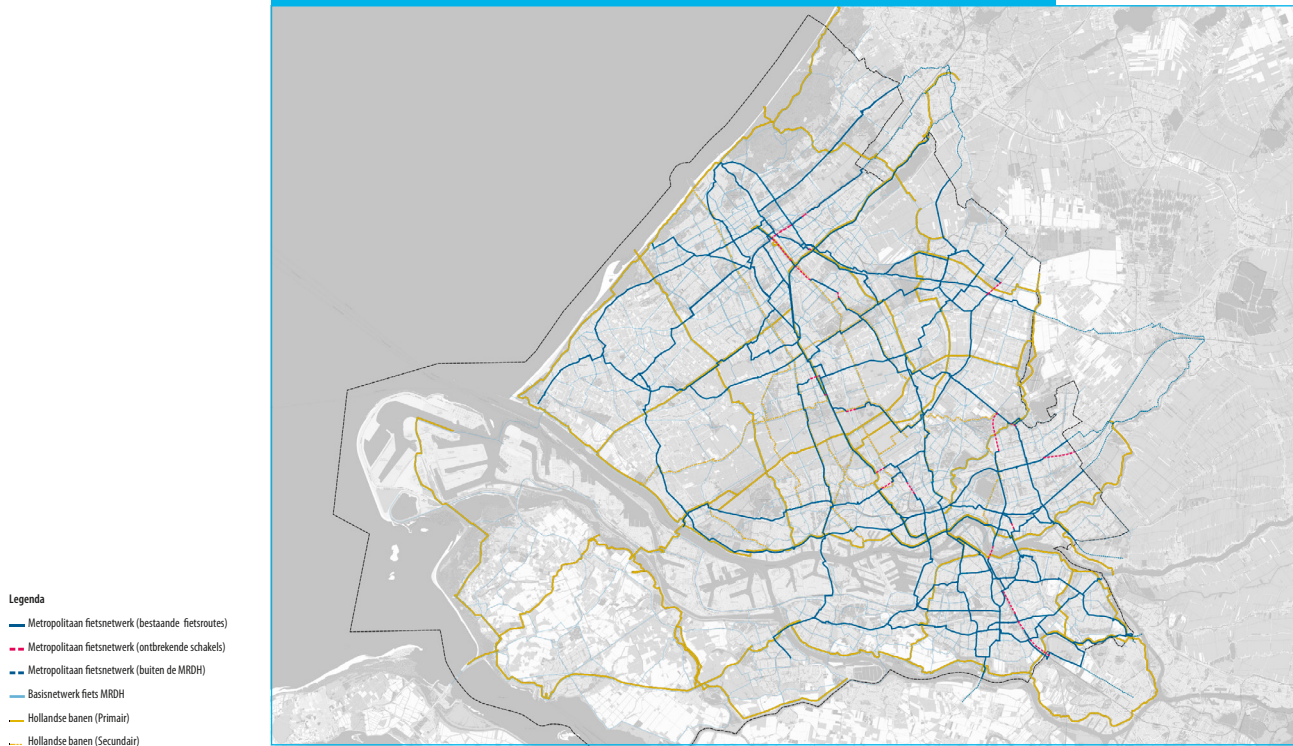 Legenda
Metropolitaan fietsnetwerk (bestaande fietsroutes)
Metropolitaan fietsnetwerk (ontbrekende schakels)
Metropolitaan fietsnetwerk (buiten de MRDH)
Basisnetwerk fiets MRDH
Hollandse banen (Primair)
Hollandse banen (Secundair)